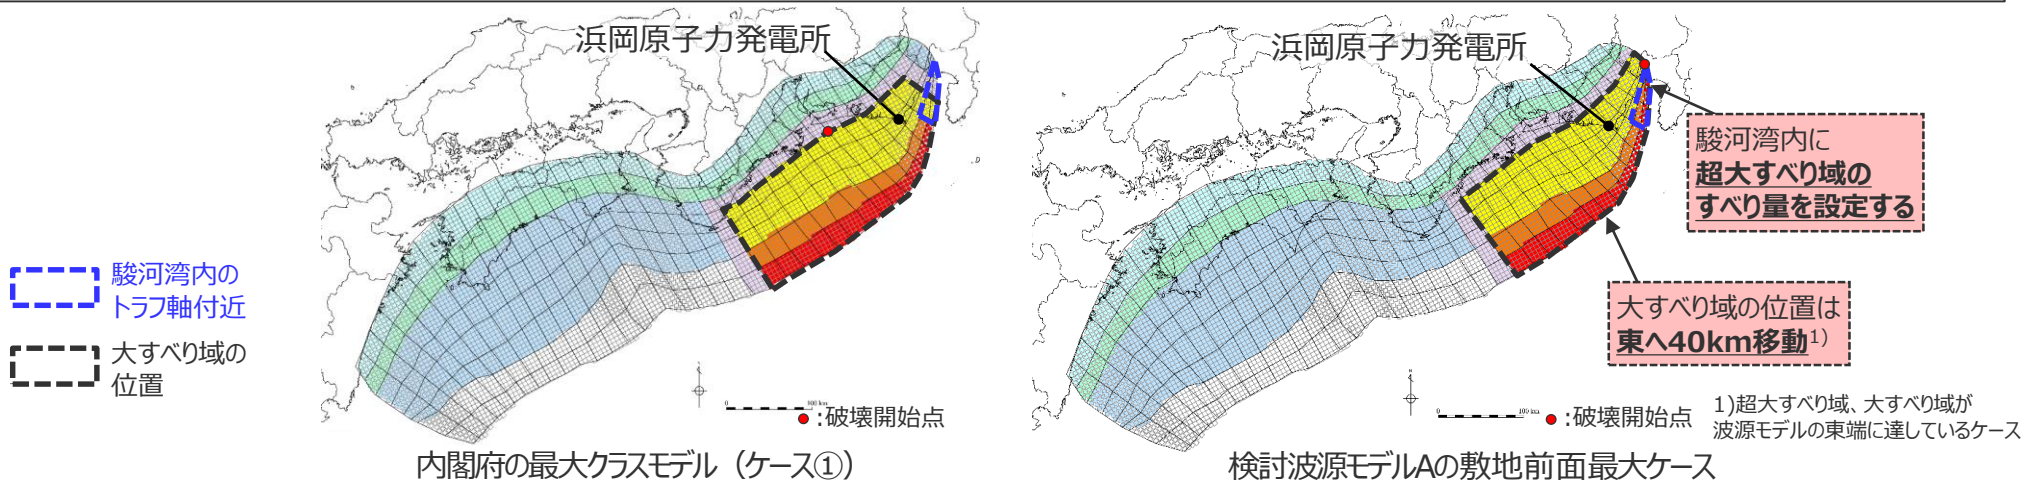 浜岡原子力発電所
浜岡原子力発電所
駿河湾内に
超大すべり域の
すべり量を設定する
駿河湾内の
トラフ軸付近
大すべり域の
位置
大すべり域の位置は
東へ40km移動1)
0 100 km
:破壊開始点
0 100 km
:破壊開始点
1)超大すべり域、大すべり域が
波源モデルの東端に達しているケース
内閣府の最大クラスモデル（ケース①）
検討波源モデルAの敷地前面最大ケース